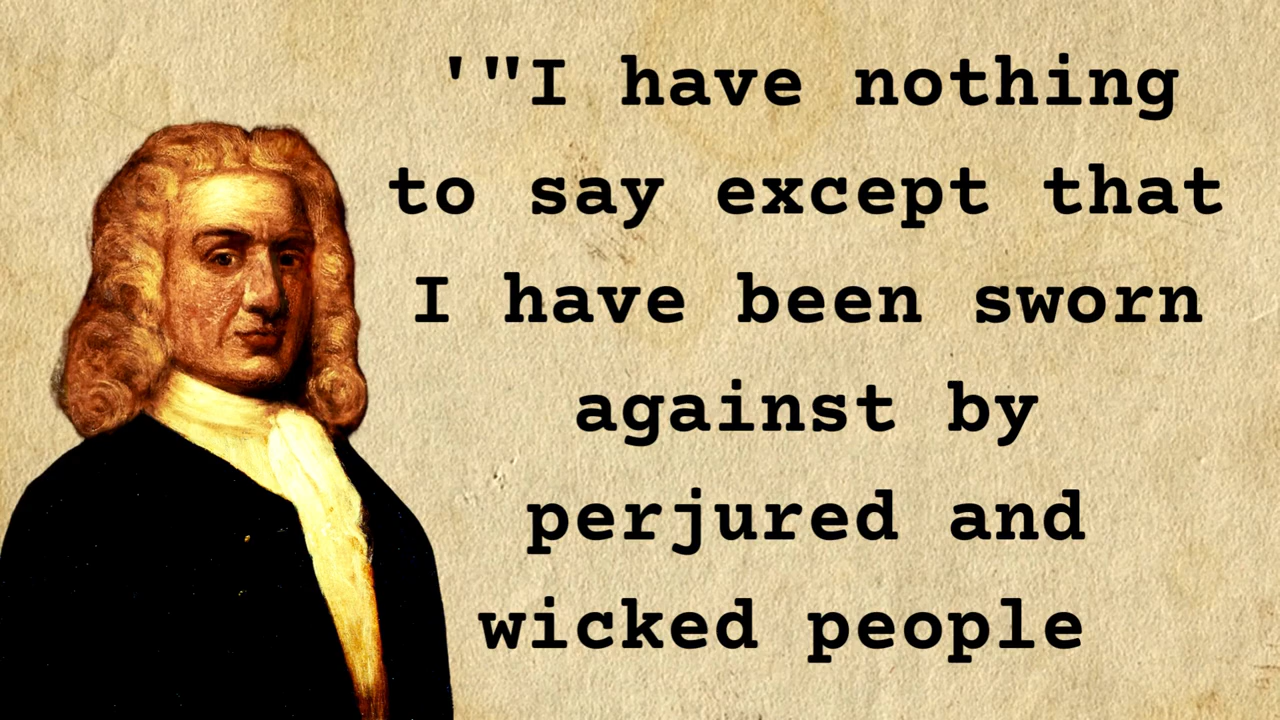 '"I have nothing
to say except that
I have been sworn
against by
perjured and
wicked people